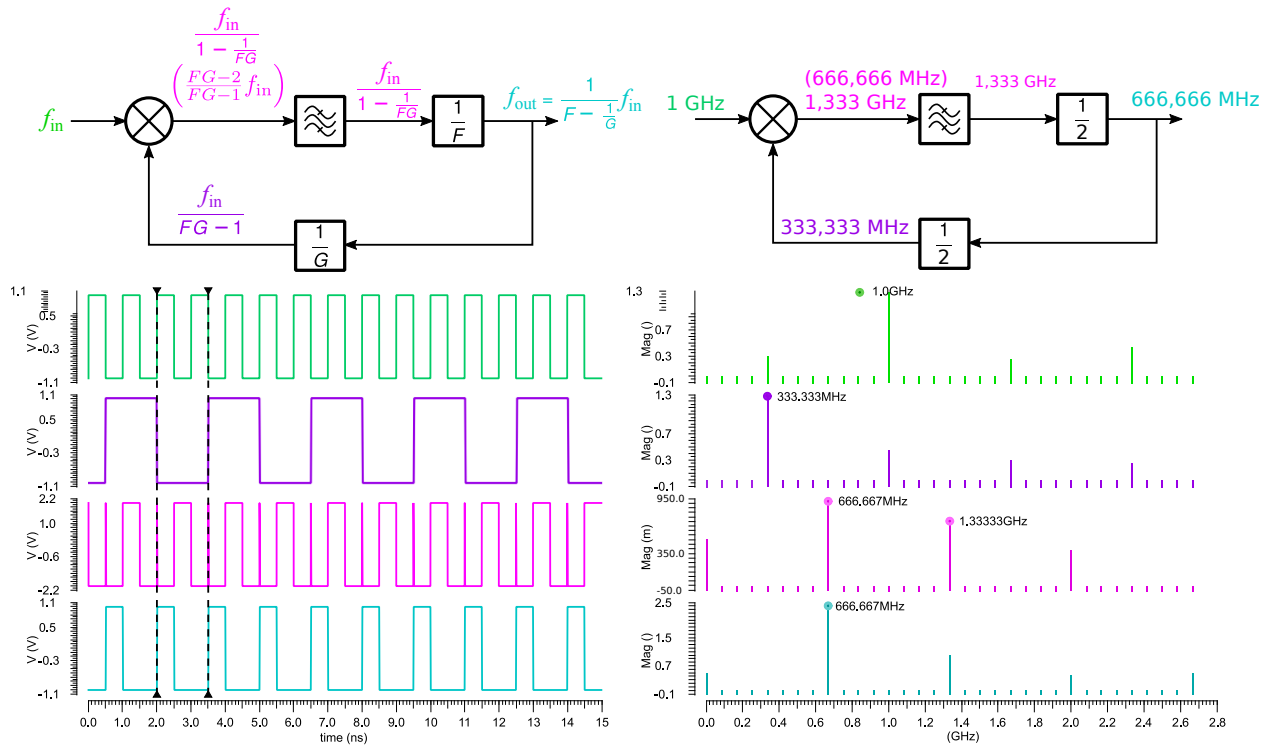 f_in
f_in / (1 − 1/FG)
((FG−2)/(FG−1) f_in)
f_in / (1 − 1/FG)
1/F
f_out = 1/(F − 1/G) f_in
f_in / (FG − 1)
1/G
1 GHz
(666,666 MHz)
1,333 GHz
1,333 GHz
1/2
666,666 MHz
333,333 MHz
1/2
1.1
0.5
-0.3
-1.1
V (V)
1.1
0.5
-0.3
-1.1
V (V)
2.2
1.0
-0.6
-2.2
V (V)
1.1
0.5
-0.3
-1.1
V (V)
0.0 1.0 2.0 3.0 4.0 5.0 6.0 7.0 8.0 9.0 10.0 11.0 12.0 13.0 14.0 15
time (ns)
1.3
0.7
0.3
-0.1
Mag ()
1.0GHz
1.3
0.7
0.3
-0.1
Mag ()
333.333MHz
950.0
350.0
-50.0
Mag (m)
666.667MHz
1.33333GHz
2.5
1.5
0.7
-0.1
Mag ()
666.667MHz
0.0 0.2 0.4 0.6 0.8 1.0 1.2 1.4 1.6 1.8 2.0 2.2 2.4 2.6 2.8
(GHz)